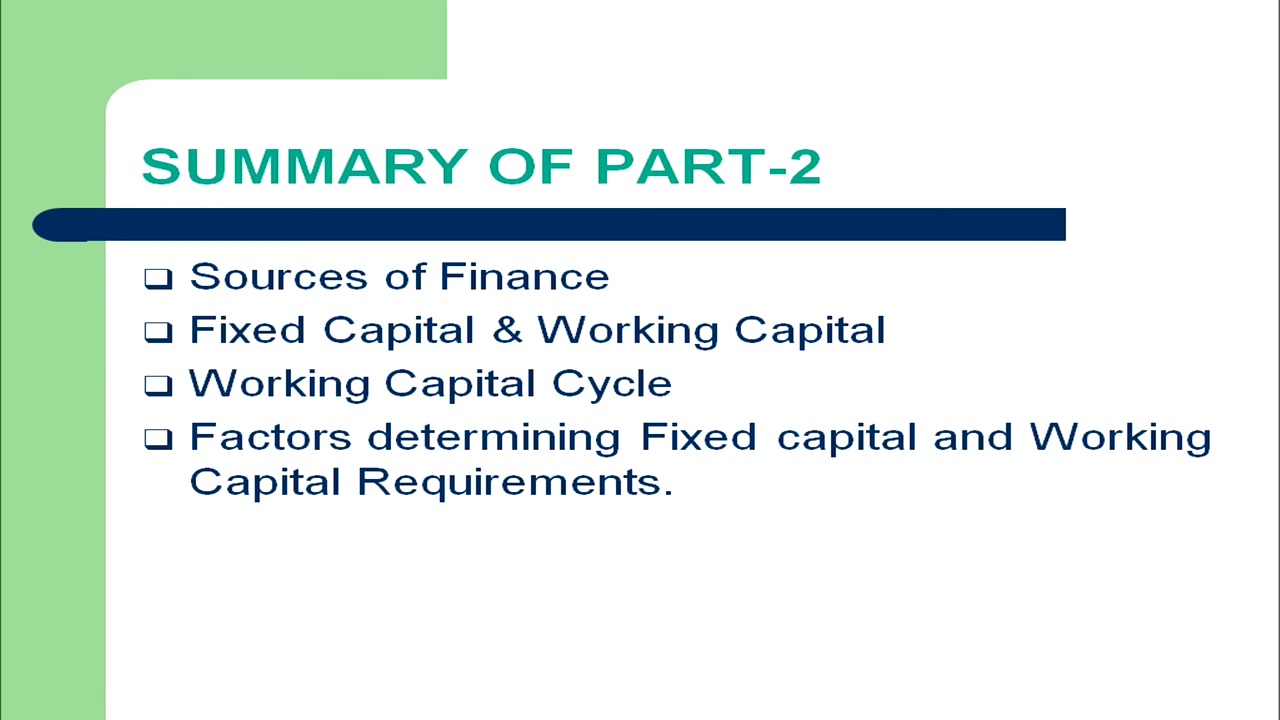 SUMMARY OF PART-2
Sources of Finance
Fixed Capital & Working Capital
Working Capital Cycle
Factors determining Fixed capital and Working
Capital Requirements.